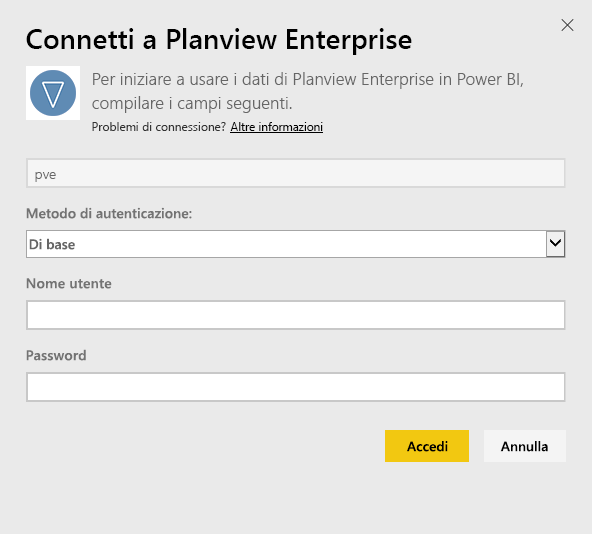 Connetti a Planview Enterprise
Per iniziare a usare i dati di Planview Enterprise in Power BI,
compilare i campi seguenti.
Problemi di connessione? Altre informazioni
pve
Metodo di autenticazione:
Di base
Nome utente
Password
Accedi
Annulla